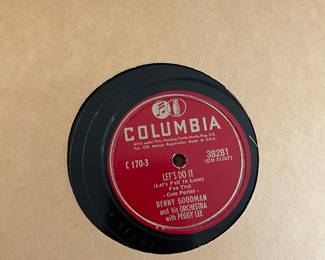 COLUMBIA
C 170-3
38281
(CO 31367)
LET'S DO IT
(Let's Fall in Love)
Fox Trot
- Cole Porter -
BENNY GOODMAN
and his ORCHESTRA
with PEGGY LEE